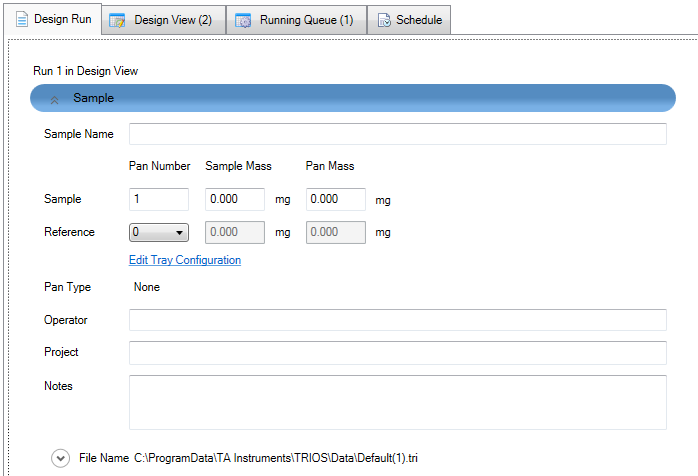 Design Run Design View (2) Running Queue (1) Schedule
Run 1 in Design View
Sample
Sample Name
Pan Number Sample Mass Pan Mass
Sample 1 0.000 mg 0.000 mg
Reference 0 0.000 mg 0.000 mg
Edit Tray Configuration
Pan Type None
Operator
Project
Notes
File Name C:\ProgramData\TA Instruments\TRIOS\Data\Default(1).tri